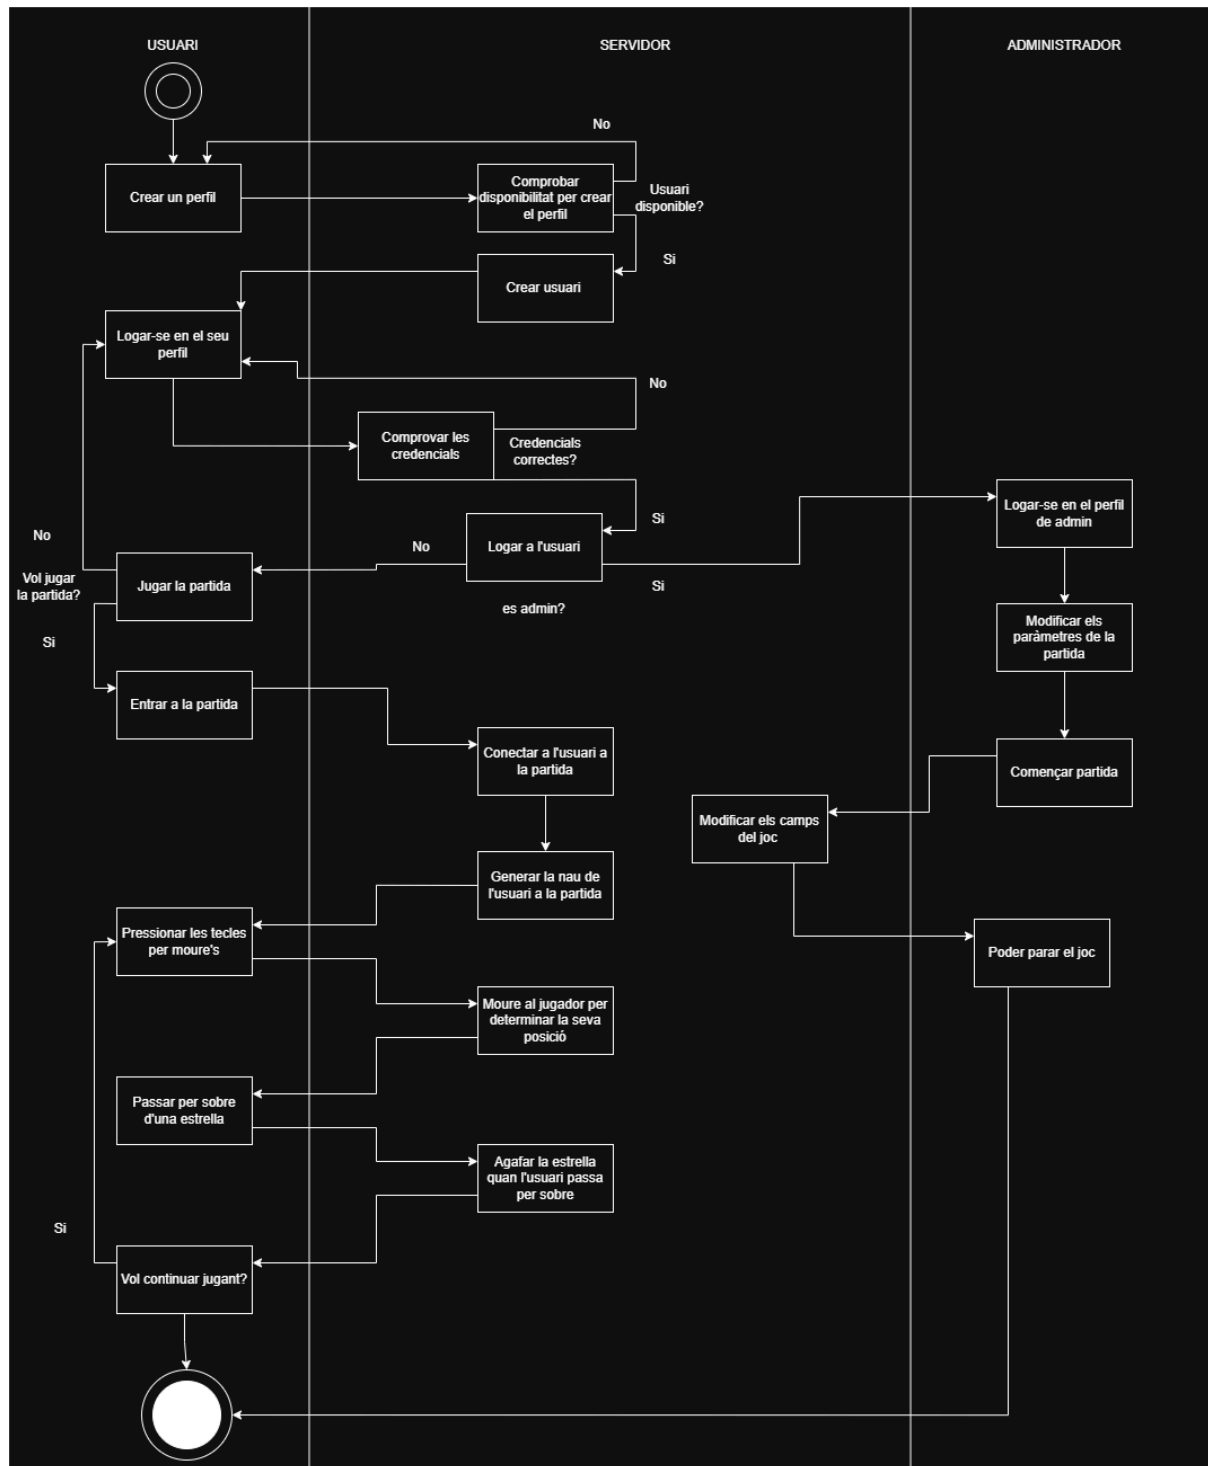 USUARI
SERVIDOR
ADMINISTRADOR
No
Crear un perfil
Comprobar
disponibilitat per crear
el perfil
Usuari
disponible?
Si
Crear usuari
Logar-se en el seu
perfil
No
Comprovar les
credencials
Credencials
correctes?
Si
Logar-se en el perfil
de admin
No
Vol jugar
la partida?
Jugar la partida
No
Logar a l'usuari
Si
es admin?
Si
Modificar els
paràmetres de la
partida
Entrar a la partida
Conectar a l'usuari a
la partida
Començar partida
Modificar els camps
del joc
Generar la nau de
l'usuari a la partida
Pressionar les tecles
per moure's
Poder parar el joc
Moure al jugador per
determinar la seva
posició
Passar per sobre
d'una estrella
Agafar la estrella
quan l'usuari passa
per sobre
Si
Vol continuar jugant?